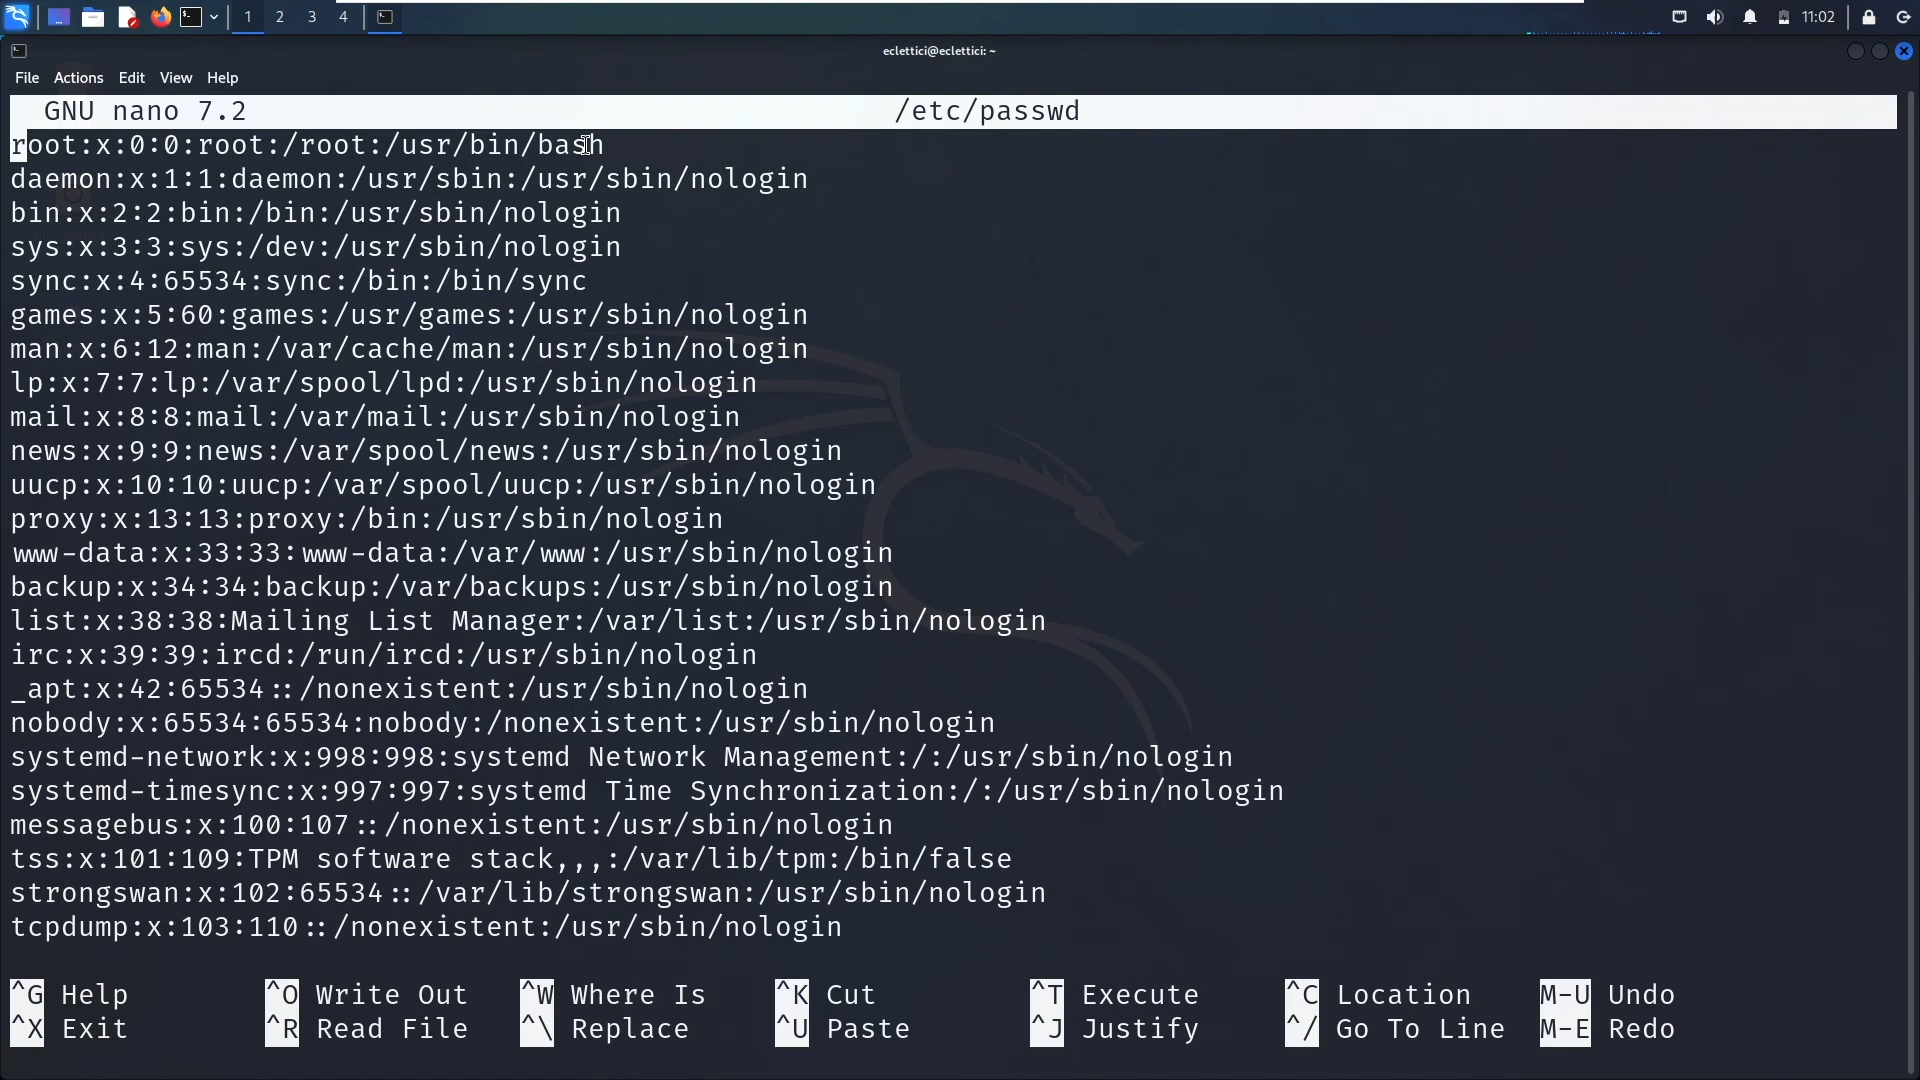 1 2 3 4 11:02
eclettici@eclettici: ~
File Actions Edit View Help
GNU nano 7.2 /etc/passwd
root:x:0:0:root:/root:/usr/bin/bash
daemon:x:1:1:daemon:/usr/sbin:/usr/sbin/nologin
bin:x:2:2:bin:/bin:/usr/sbin/nologin
sys:x:3:3:sys:/dev:/usr/sbin/nologin
sync:x:4:65534:sync:/bin:/bin/sync
games:x:5:60:games:/usr/games:/usr/sbin/nologin
man:x:6:12:man:/var/cache/man:/usr/sbin/nologin
lp:x:7:7:lp:/var/spool/lpd:/usr/sbin/nologin
mail:x:8:8:mail:/var/mail:/usr/sbin/nologin
news:x:9:9:news:/var/spool/news:/usr/sbin/nologin
uucp:x:10:10:uucp:/var/spool/uucp:/usr/sbin/nologin
proxy:x:13:13:proxy:/bin:/usr/sbin/nologin
www-data:x:33:33:www-data:/var/www:/usr/sbin/nologin
backup:x:34:34:backup:/var/backups:/usr/sbin/nologin
list:x:38:38:Mailing List Manager:/var/list:/usr/sbin/nologin
irc:x:39:39:ircd:/run/ircd:/usr/sbin/nologin
_apt:x:42:65534::/nonexistent:/usr/sbin/nologin
nobody:x:65534:65534:nobody:/nonexistent:/usr/sbin/nologin
systemd-network:x:998:998:systemd Network Management:/:/usr/sbin/nologin
systemd-timesync:x:997:997:systemd Time Synchronization:/:/usr/sbin/nologin
messagebus:x:100:107::/nonexistent:/usr/sbin/nologin
tss:x:101:109:TPM software stack,,,:/var/lib/tpm:/bin/false
strongswan:x:102:65534::/var/lib/strongswan:/usr/sbin/nologin
tcpdump:x:103:110::/nonexistent:/usr/sbin/nologin
^G Help ^O Write Out ^W Where Is ^K Cut ^T Execute ^C Location M-U Undo
^X Exit ^R Read File ^\ Replace ^U Paste ^J Justify ^/ Go To Line M-E Redo